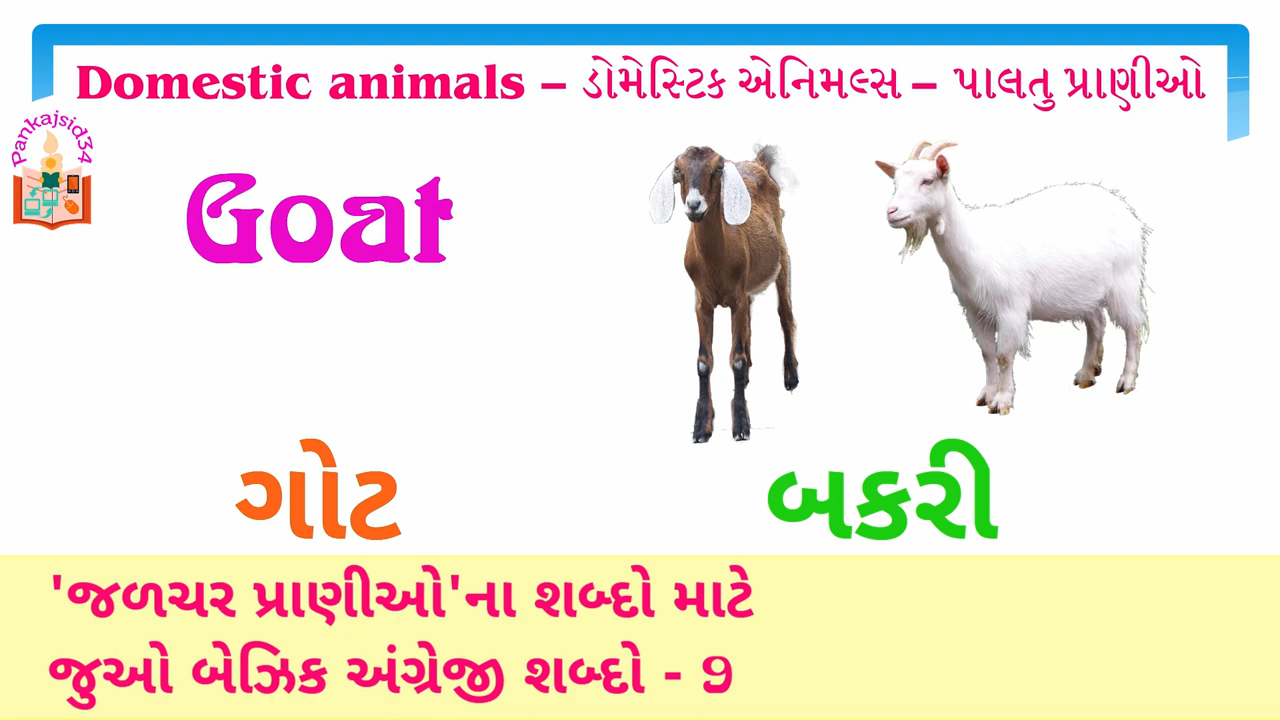 Domestic animals – ડોમેસ્ટિક એનિમલ્સ – પાલતુ પ્રાણીઓ
Pankajsid34
Goat
ગોટ
બકરી
'જળચર પ્રાણીઓ'ના શબ્દો માટે
જુઓ બેઝિક અંગ્રેજી શબ્દો - 9